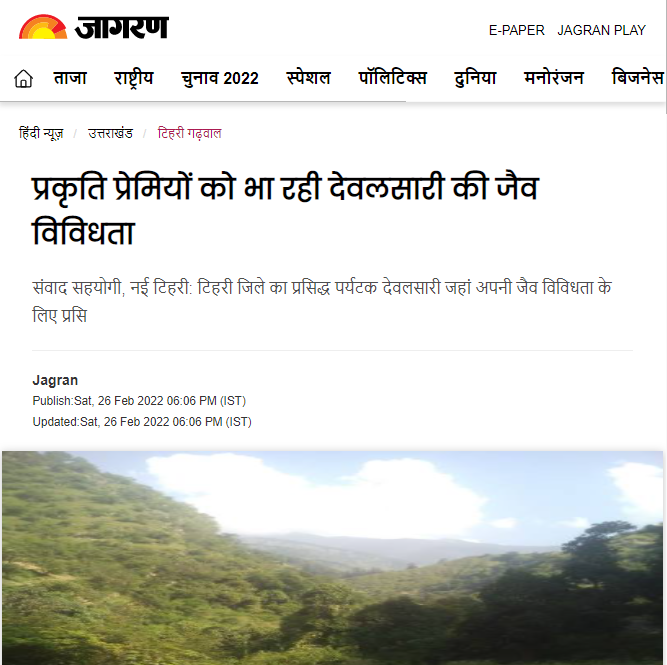 जागरण
E-PAPER JAGRAN PLAY
ताजा राष्ट्रीय चुनाव 2022 स्पेशल पॉलिटिक्स दुनिया मनोरंजन बिजनेस
हिंदी न्यूज़ / उत्तराखंड / टिहरी गढ़वाल
प्रकृति प्रेमियों को भा रही देवलसारी की जैव
विविधता
संवाद सहयोगी, नई टिहरी: टिहरी जिले का प्रसिद्ध पर्यटक देवलसारी जहां अपनी जैव विविधता के
लिए प्रसि
Jagran
Publish:Sat, 26 Feb 2022 06:06 PM (IST)
Updated:Sat, 26 Feb 2022 06:06 PM (IST)